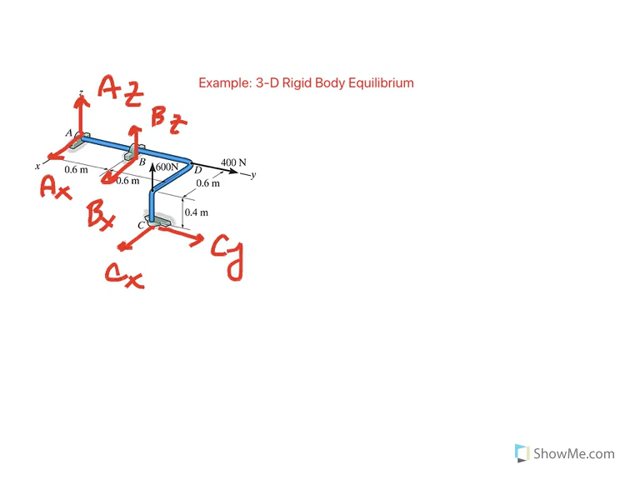 Example: 3-D Rigid Body Equilibrium
z
Az
Bz
A
B
600N
D
400 N
y
x
0.6 m
0.6 m
0.6 m
Ax
Bx
0.4 m
C
Cx
Cy
ShowMe.com